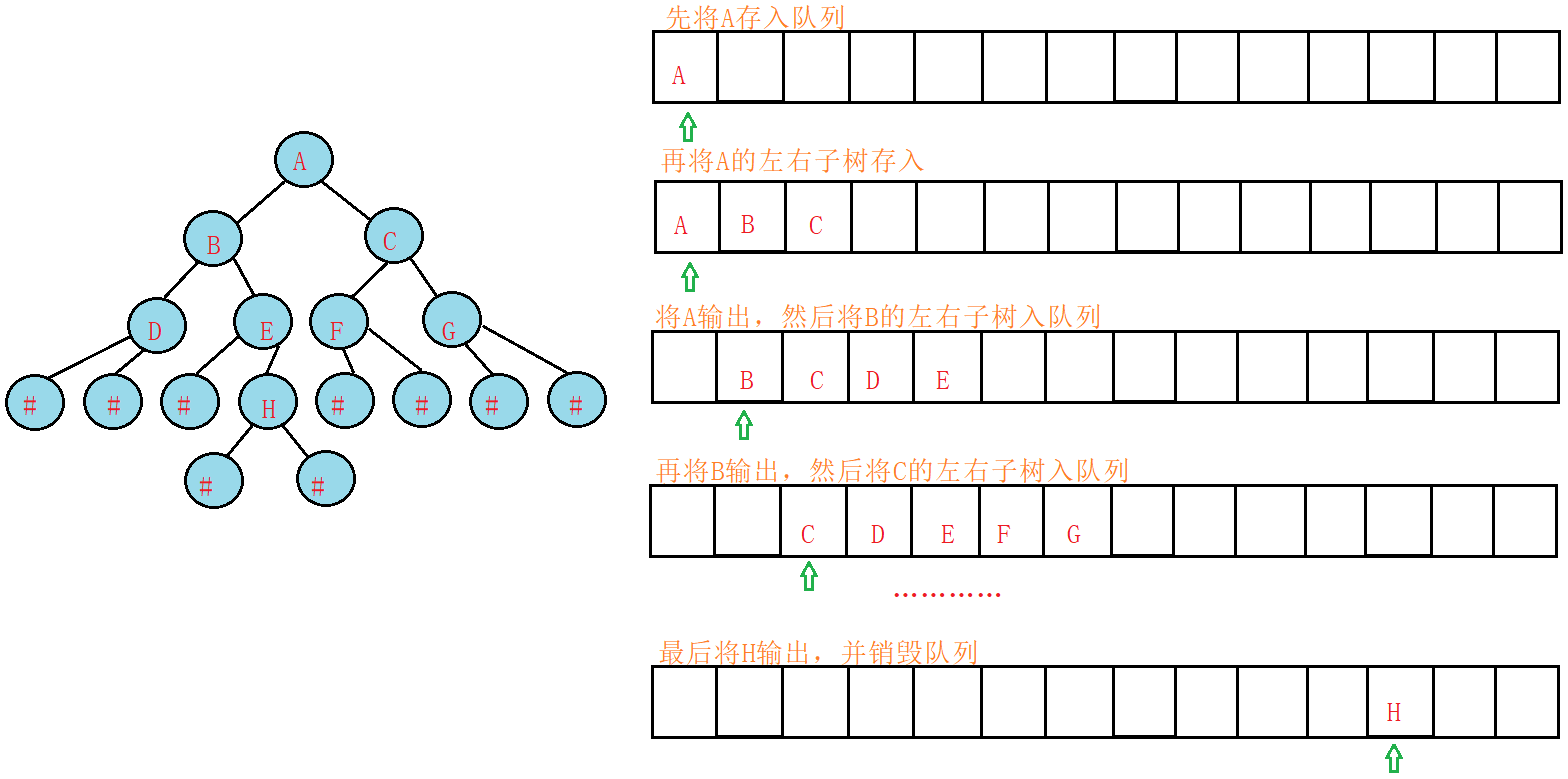 A
B
C
D
E
F
G
#
#
#
H
#
#
#
#
#
#
先将A存入队列
A
再将A的左右子树存入
A B C
将A输出，然后将B的左右子树入队列
B C D E
再将B输出，然后将C的左右子树入队列
C D E F G
…………
最后将H输出，并销毁队列
H